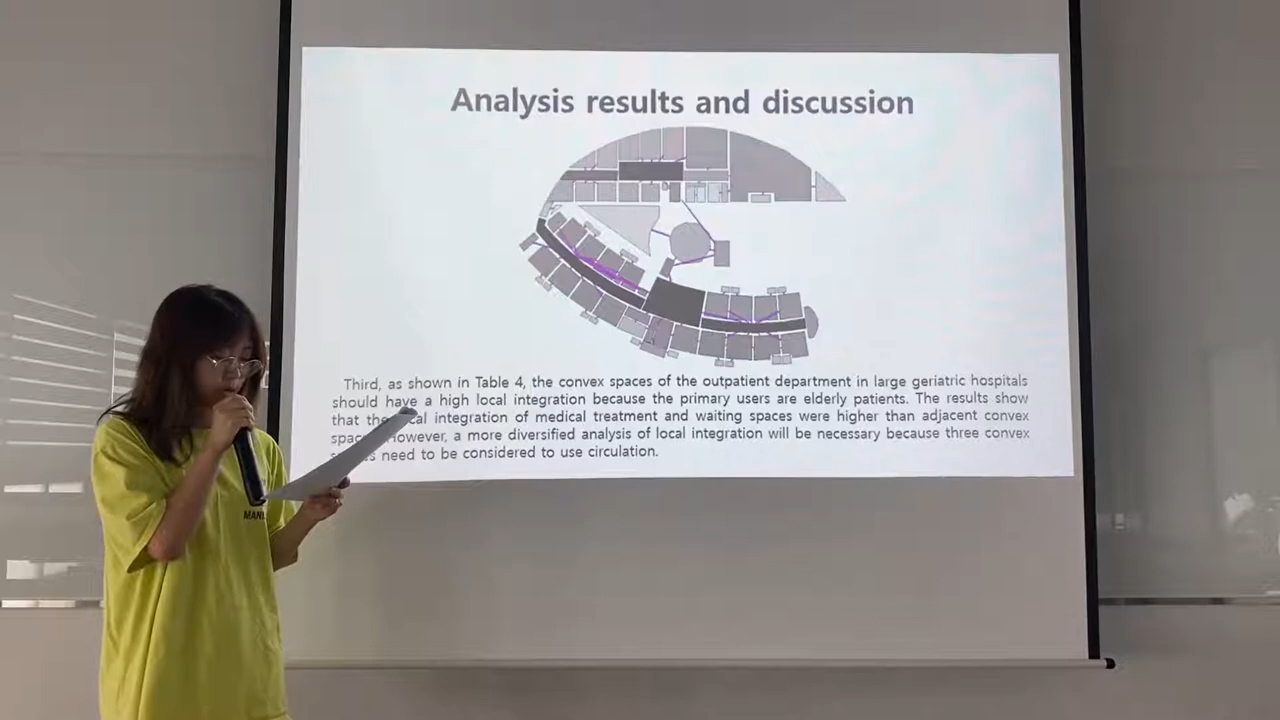 Analysis results and discussion
Third, as shown in Table 4, the convex spaces of the outpatient department in large geriatric hospitals
should have a high local integration because the primary users are elderly patients. The results show
that the local integration of medical treatment and waiting spaces were higher than adjacent convex
However, a more diversified analysis of local integration will be necessary because three convex
need to be considered to use circulation.